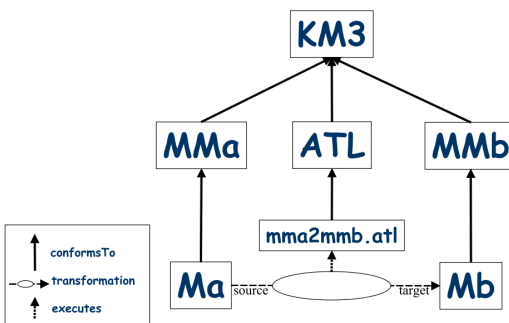 KM3
MMa
ATL
MMb
mma2mmb.atl
conformsTo
transformation
executes
Ma
source
target
Mb